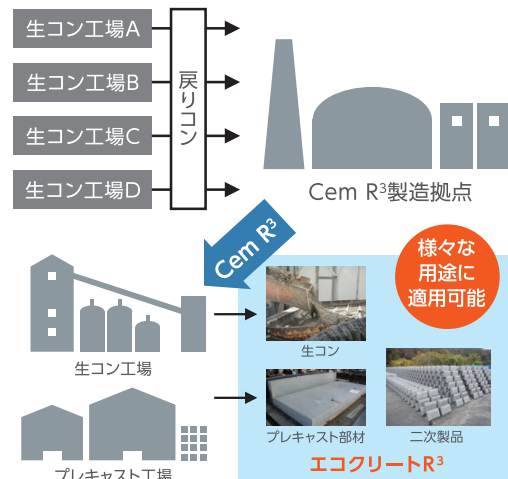 生コン工場A
生コン工場B
生コン工場C
生コン工場D
戻りコン
Cem R³製造拠点
Cem R³
様々な
用途に
適用可能
生コン工場
生コン
プレキャスト部材
二次製品
プレキャスト工場
エコクリートR³